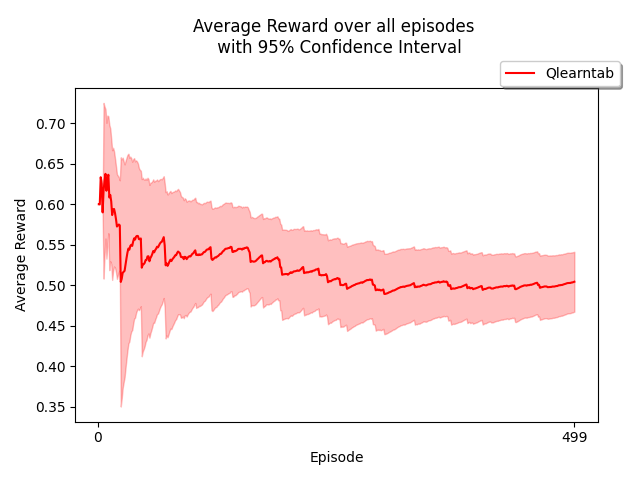 Average Reward over all episodes
with 95% Confidence Interval
Qlearntab
0.70
0.65
0.60
0.55
0.50
0.45
0.40
0.35
Average Reward
0
499
Episode